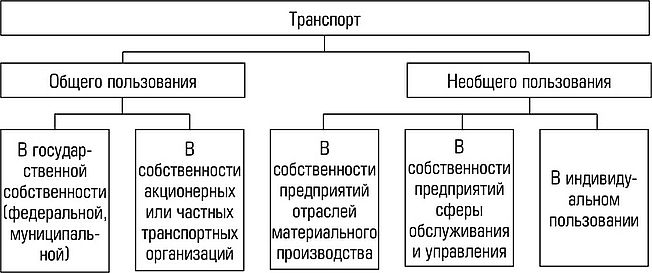 Транспорт
Общего пользования
Необщего пользования
В государ-
ственной
собственности
(федеральной,
муниципаль-
ной)
В
собственности
акционерных
или частных
транспортных
организаций
В
собственности
предприятий
отраслей
материального
производства
В
собственности
предприятий
сферы
обслуживания
и управления
В индивиду-
альном
пользовании